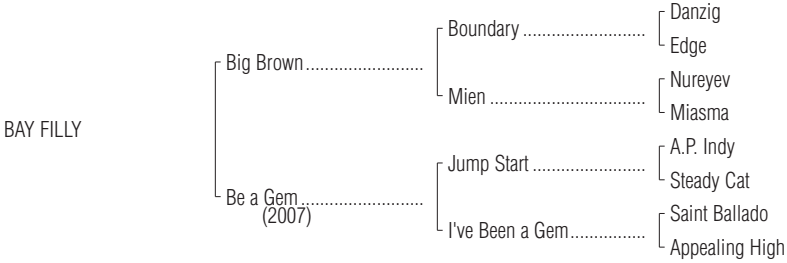 Danzig
Boundary ..........................
Edge
Big Brown.........................
Nureyev
Mien .................................
Miasma
BAY FILLY
A.P. Indy
Jump Start ........................
Steady Cat
Be a Gem..........................
(2007)
Saint Ballado
I've Been a Gem................
Appealing High